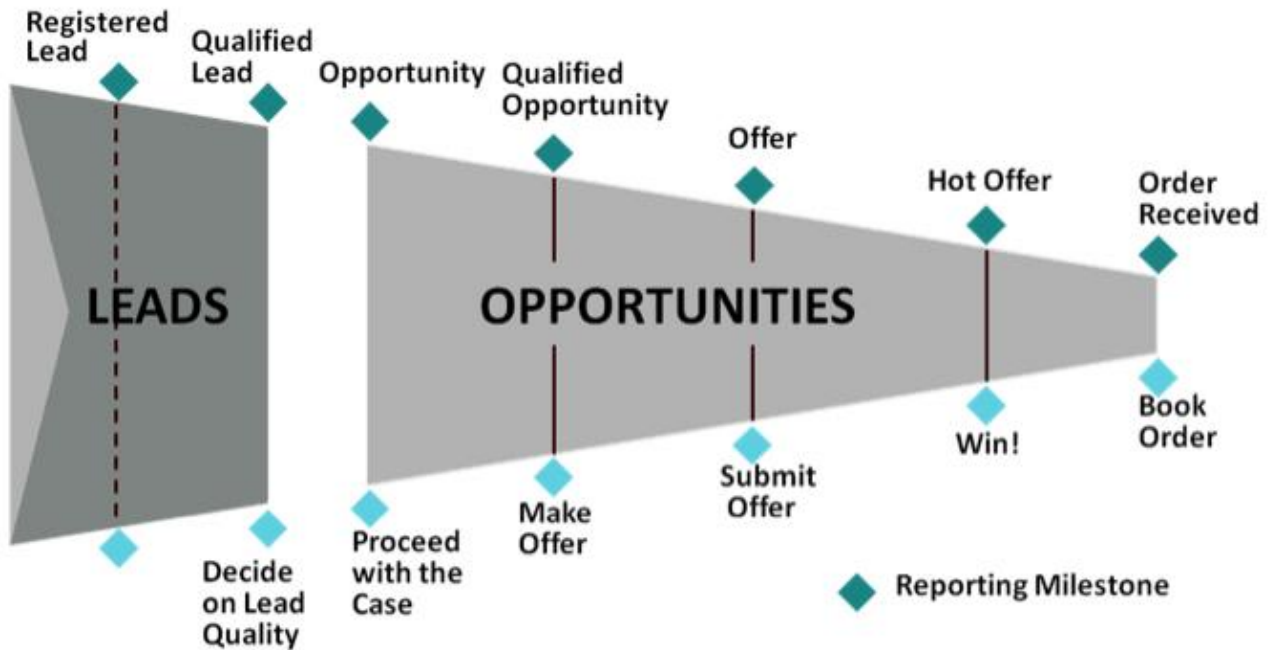 Registered
Lead
Qualified
Lead
Opportunity
Qualified
Opportunity
Offer
Hot Offer
Order
Received
LEADS
OPPORTUNITIES
Decide
on Lead
Quality
Proceed
with the
Case
Make
Offer
Submit
Offer
Win!
Book
Order
Reporting Milestone